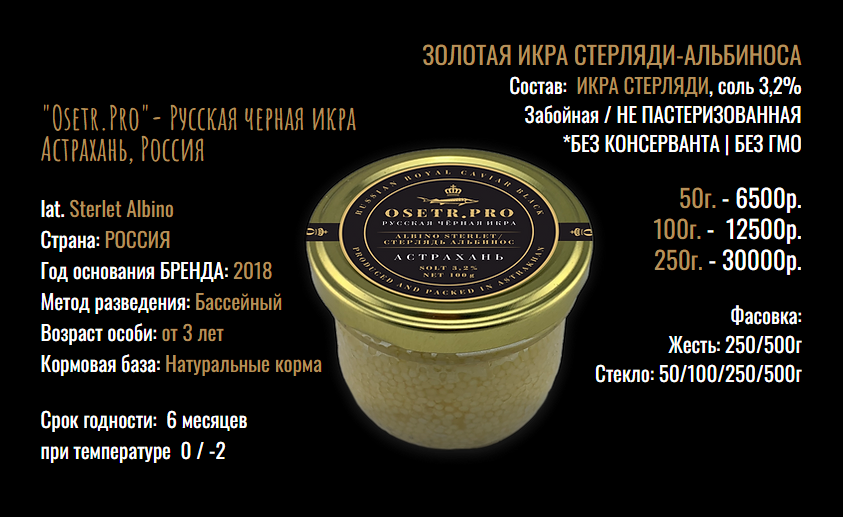 ЗОЛОТАЯ ИКРА СТЕРЛЯДИ-АЛЬБИНОСА
Состав: ИКРА СТЕРЛЯДИ, соль 3,2%
Забойная / НЕ ПАСТЕРИЗОВАННАЯ
*БЕЗ КОНСЕРВАНТА | БЕЗ ГМО
"Osetr.Pro"- Русская черная икра
Астрахань, Россия
lat. Sterlet Albino
Страна: РОССИЯ
Год основания БРЕНДА: 2018
Метод разведения: Бассейный
Возраст особи: от 3 лет
Кормовая база: Натуральные корма
Срок годности: 6 месяцев
при температуре 0 / -2
RUSSIAN ROYAL CAVIAR BLACK
OSETR.PRO
РУССКАЯ ЧЁРНАЯ ИКРА
ALBINO STERLET/
СТЕРЛЯДЬ АЛЬБИНОС
АСТРАХАНЬ
SOLT 3,2%
NET 100g
PRODUCED AND PACKED IN ASTRAKHAN
50г. - 6500р.
100г. - 12500р.
250г. - 30000р.
Фасовка:
Жесть: 250/500г
Стекло: 50/100/250/500г